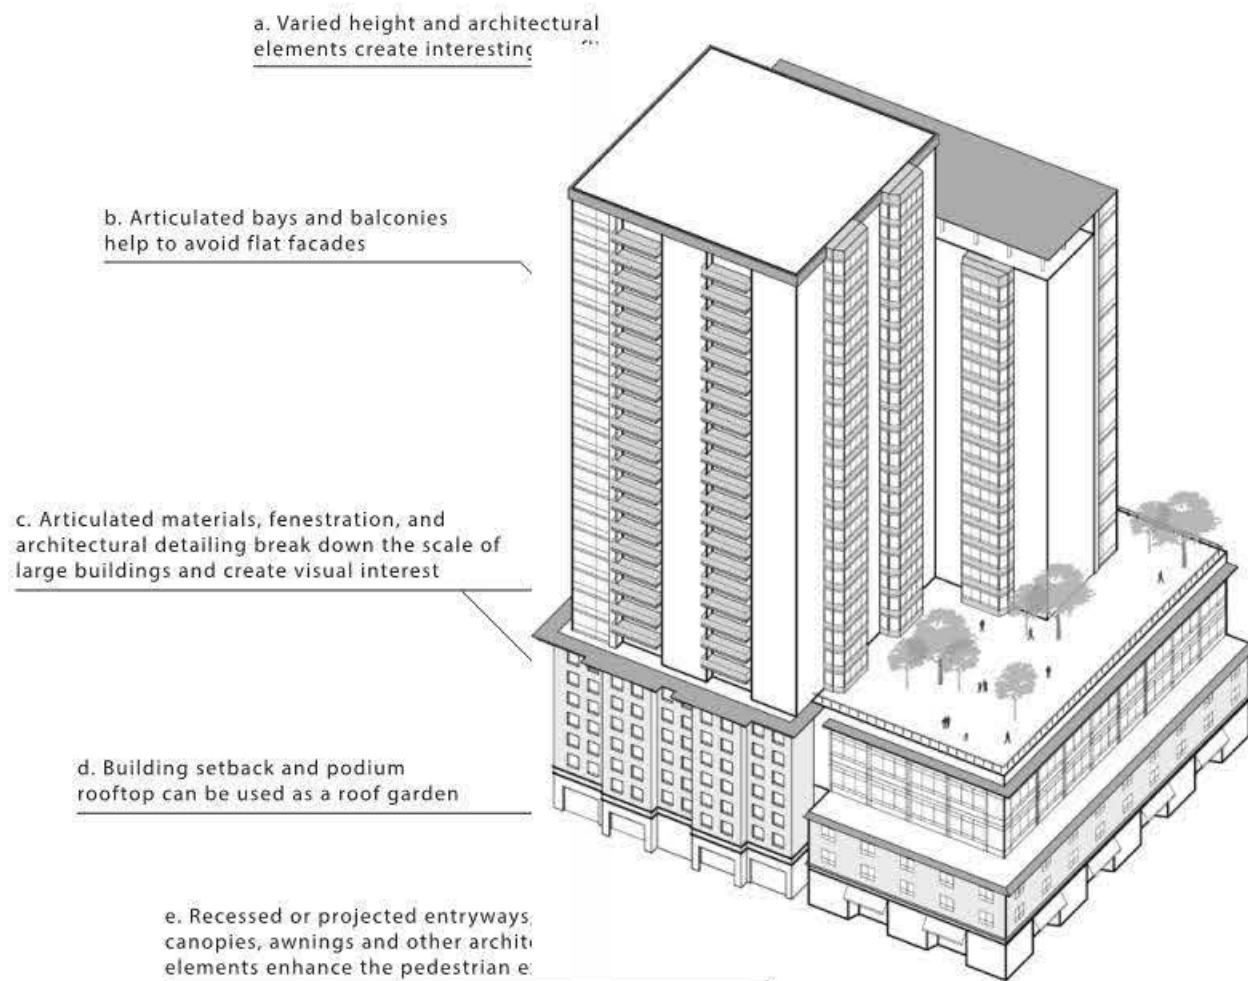 a. Varied height and architectural
elements create interesting
b. Articulated bays and balconies
help to avoid flat facades
c. Articulated materials, fenestration, and
architectural detailing break down the scale of
large buildings and create visual interest
d. Building setback and podium
rooftop can be used as a roof garden
e. Recessed or projected entryways,
canopies, awnings and other
elements enhance the pedestrian